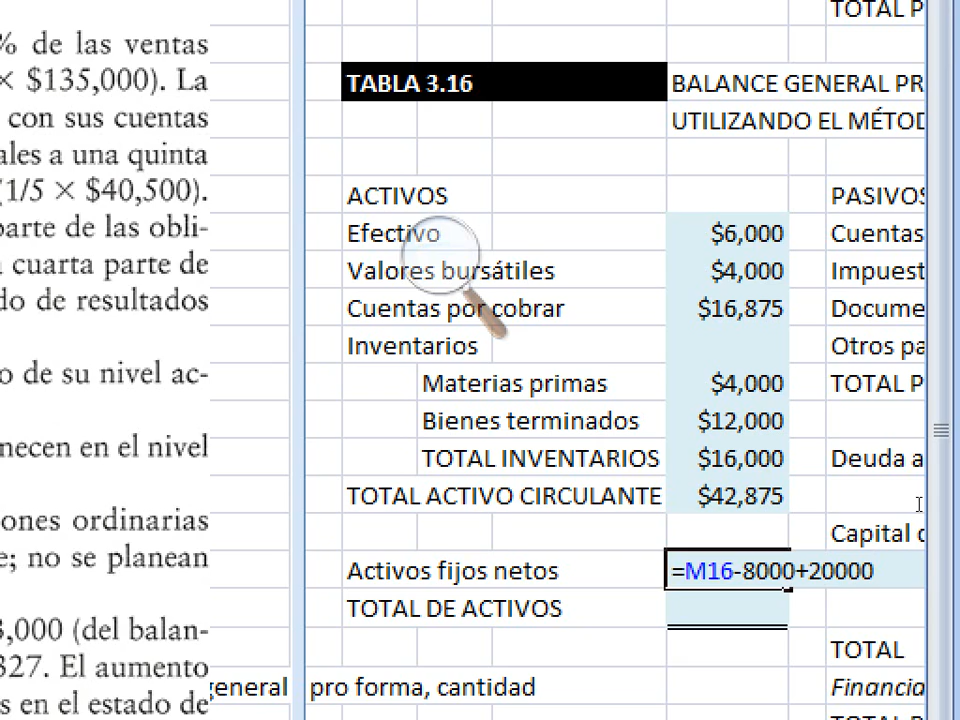 % de las ventas
× $135,000). La
con sus cuentas
ales a una quinta
(1/5 × $40,500).
parte de las obli-
a cuarta parte de
do de resultados
o de su nivel ac-
necen en el nivel
ones ordinarias
e; no se planean
3,000 (del balan-
327. El aumento
s en el estado de
TOTAL P
TABLA 3.16 BALANCE GENERAL PR
UTILIZANDO EL MÉTOD
ACTIVOS PASIVOS
Efectivo $6,000 Cuentas
Valores bursátiles $4,000 Impuest
Cuentas por cobrar $16,875 Docume
Inventarios Otros pa
Materias primas $4,000 TOTAL P
Bienes terminados $12,000
TOTAL INVENTARIOS $16,000 Deuda a
TOTAL ACTIVO CIRCULANTE $42,875
Capital c
Activos fijos netos =M16-8000+20000
TOTAL DE ACTIVOS
TOTAL
general pro forma, cantidad Financia
TOTAL P